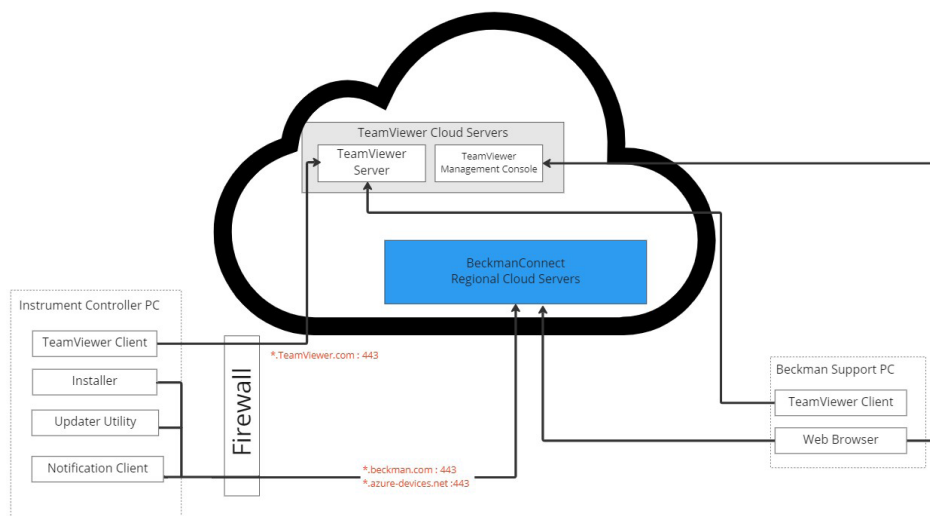 TeamViewer Cloud Servers
TeamViewer
Server
TeamViewer
Management Console
BeckmanConnect
Regional Cloud Servers
Instrument Controller PC
TeamViewer Client
Installer
Updater Utility
Notification Client
Firewall
*.TeamViewer.com : 443
*.beckman.com : 443
*.azure-devices.net :443
Beckman Support PC
TeamViewer Client
Web Browser